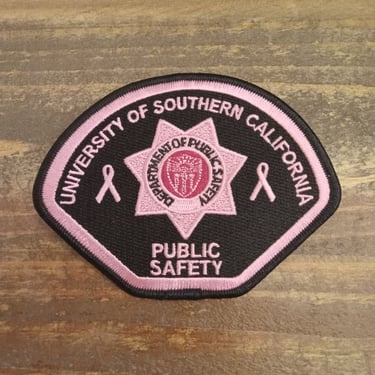 UNIVERSITY OF SOUTHERN CALIFORNIA
DEPARTMENT OF PUBLIC SAFETY
PUBLIC
SAFETY